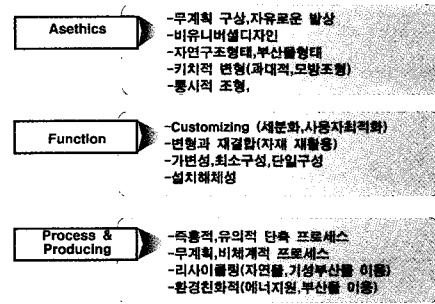 Asethics
-무계획 구상,자유로운 발상
-비유니버셜디자인
-자연구조형태,부산물형태
-키치적 변형(과대적,모방조형)
-통시적 조형,
Function
-Customizing (세분화,사용자최적화)
-변형과 재결합(자재 재활용)
-가변성,최소구성,단일구성
-설치해체성
Process &
Producing
-즉흥적,유의적 단축 프로세스
-무계획,비체계적 프로세스
-리사이클링(자연물,기성부산물 이용)
-환경친화적(에너지원,부산물 이용)